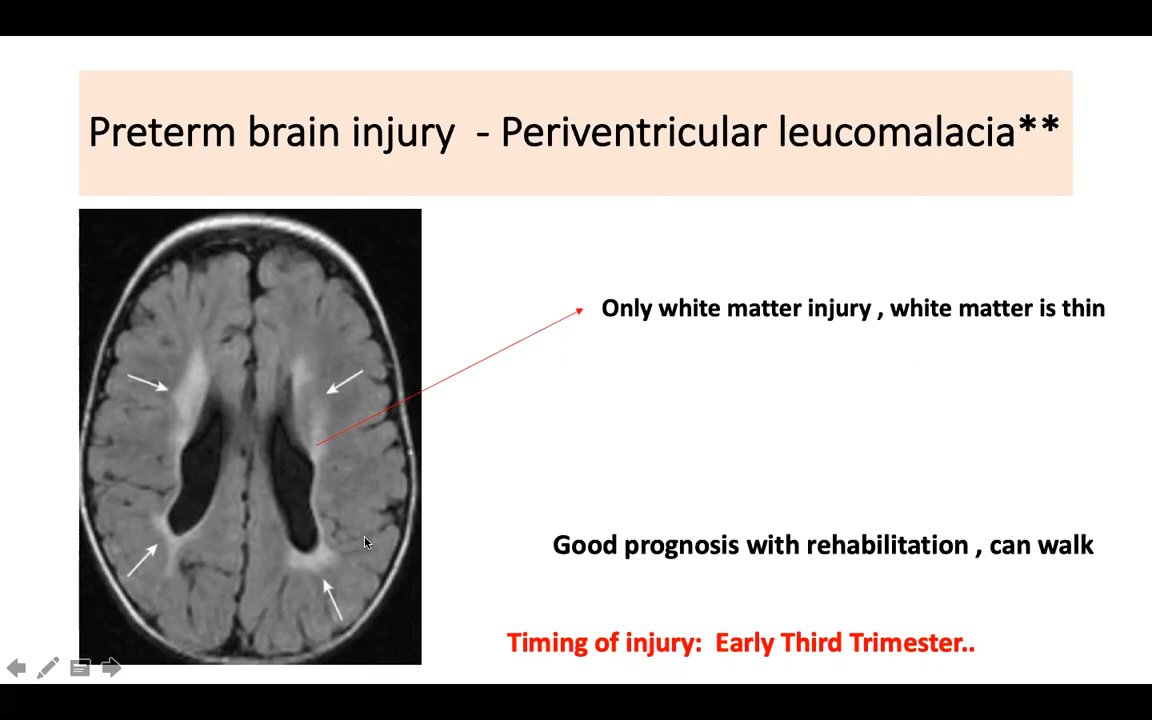 Preterm brain injury - Periventricular leucomalacia**
Only white matter injury , white matter is thin
Good prognosis with rehabilitation , can walk
Timing of injury: Early Third Trimester..